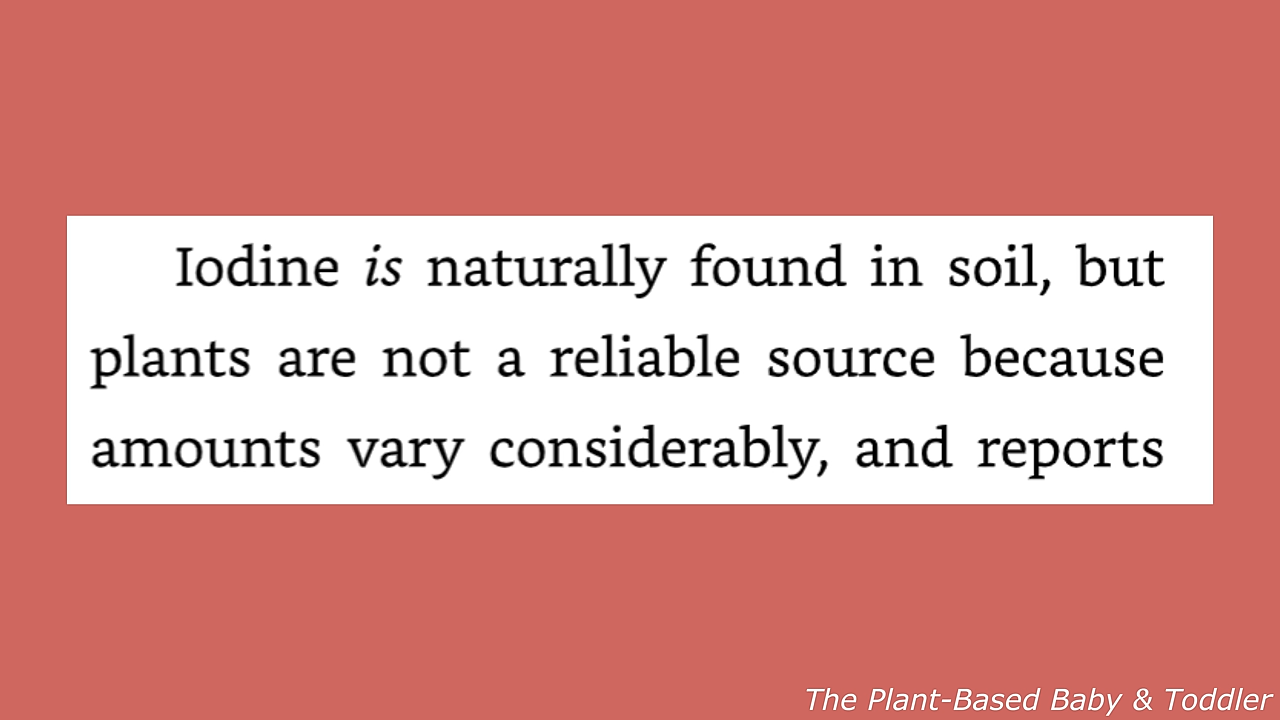 Iodine is naturally found in soil, but
plants are not a reliable source because
amounts vary considerably, and reports
The Plant-Based Baby & Toddler